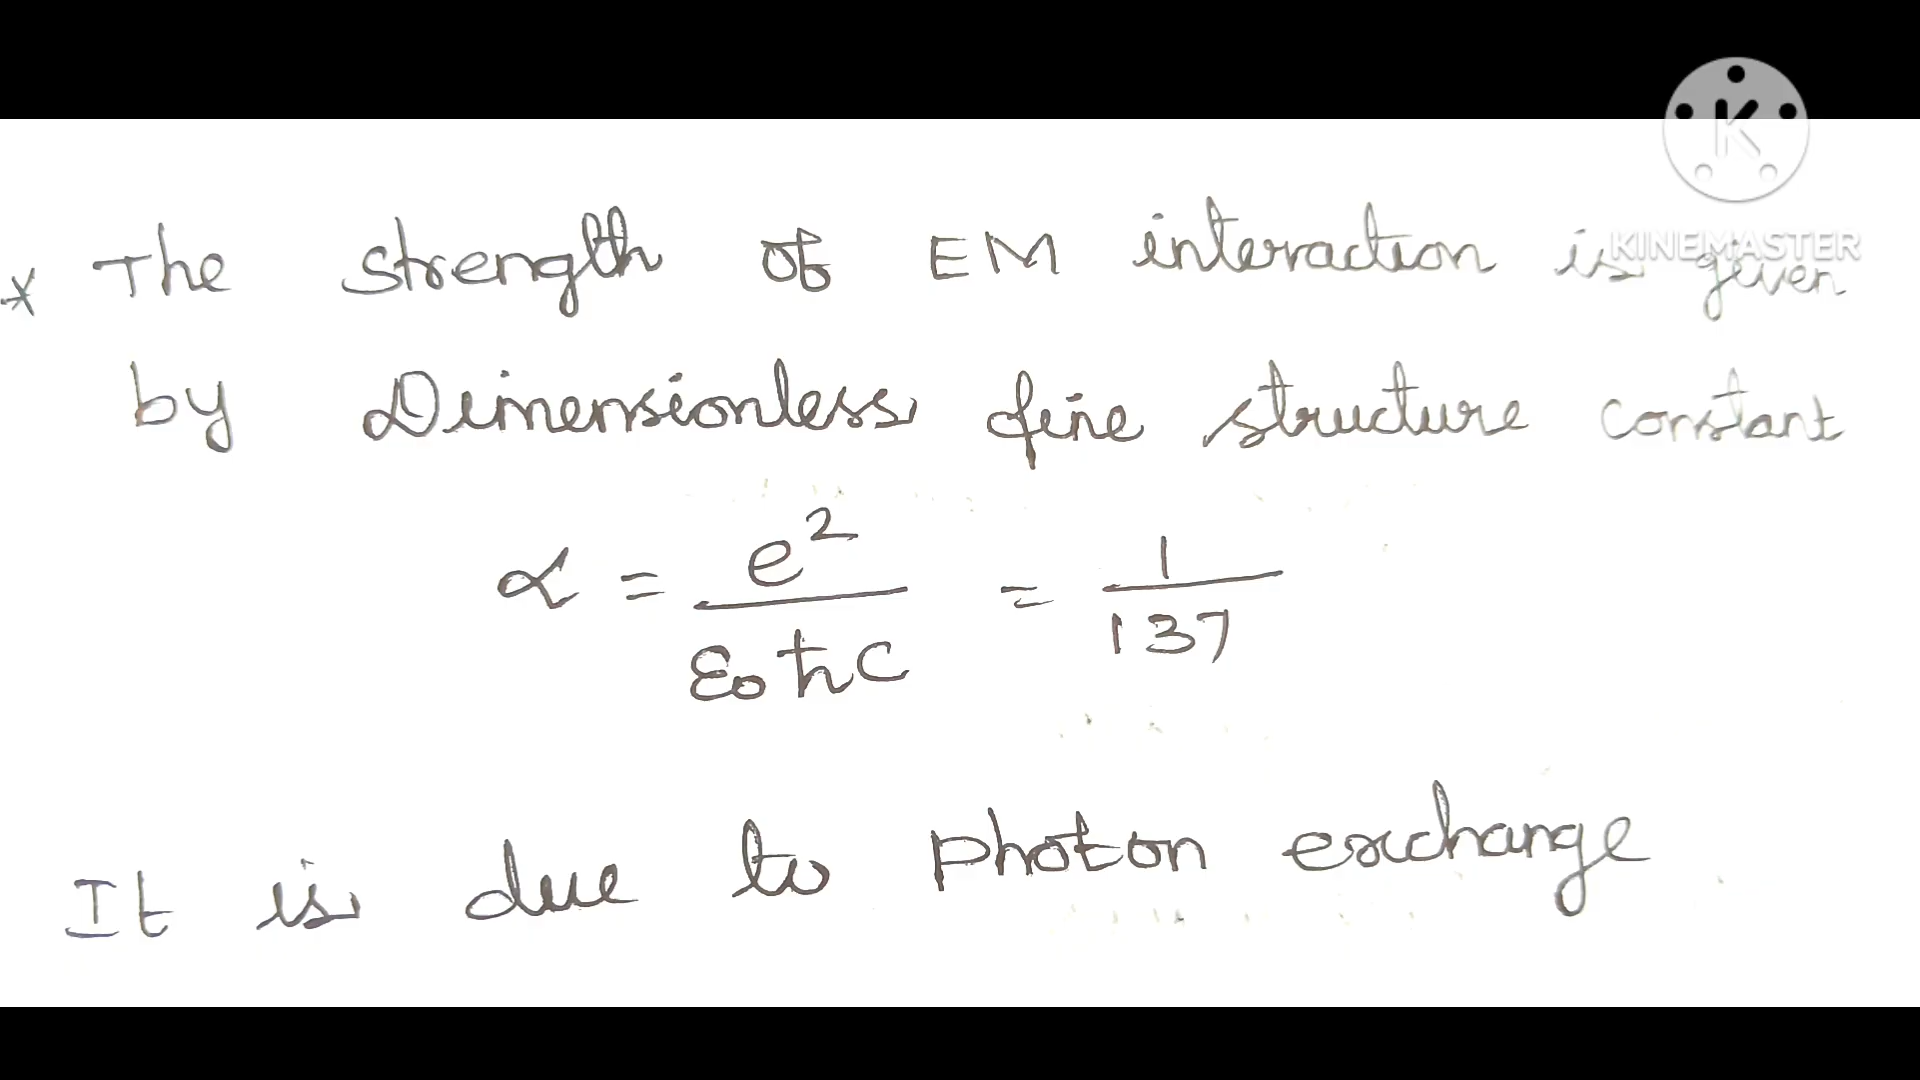 KINEMASTER
* The strength of EM interaction is given
by Dimensionless fine structure constant
α = e² / ε₀ ħ c = 1 / 137
It is due to photon exchange